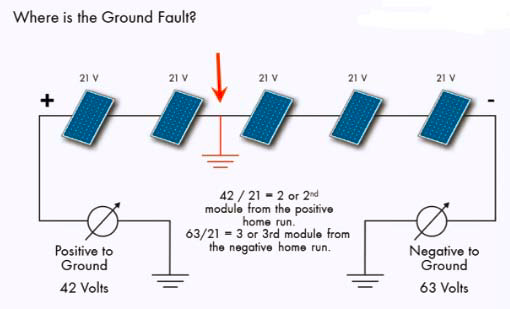 Where is the Ground Fault?
21 V 21 V 21 V 21 V 21 V
+ -
42 / 21 = 2 or 2nd
module from the positive
home run.
63/21 = 3 or 3rd module from
the negative home run.
Positive to
Ground
42 Volts
Negative to
Ground
63 Volts